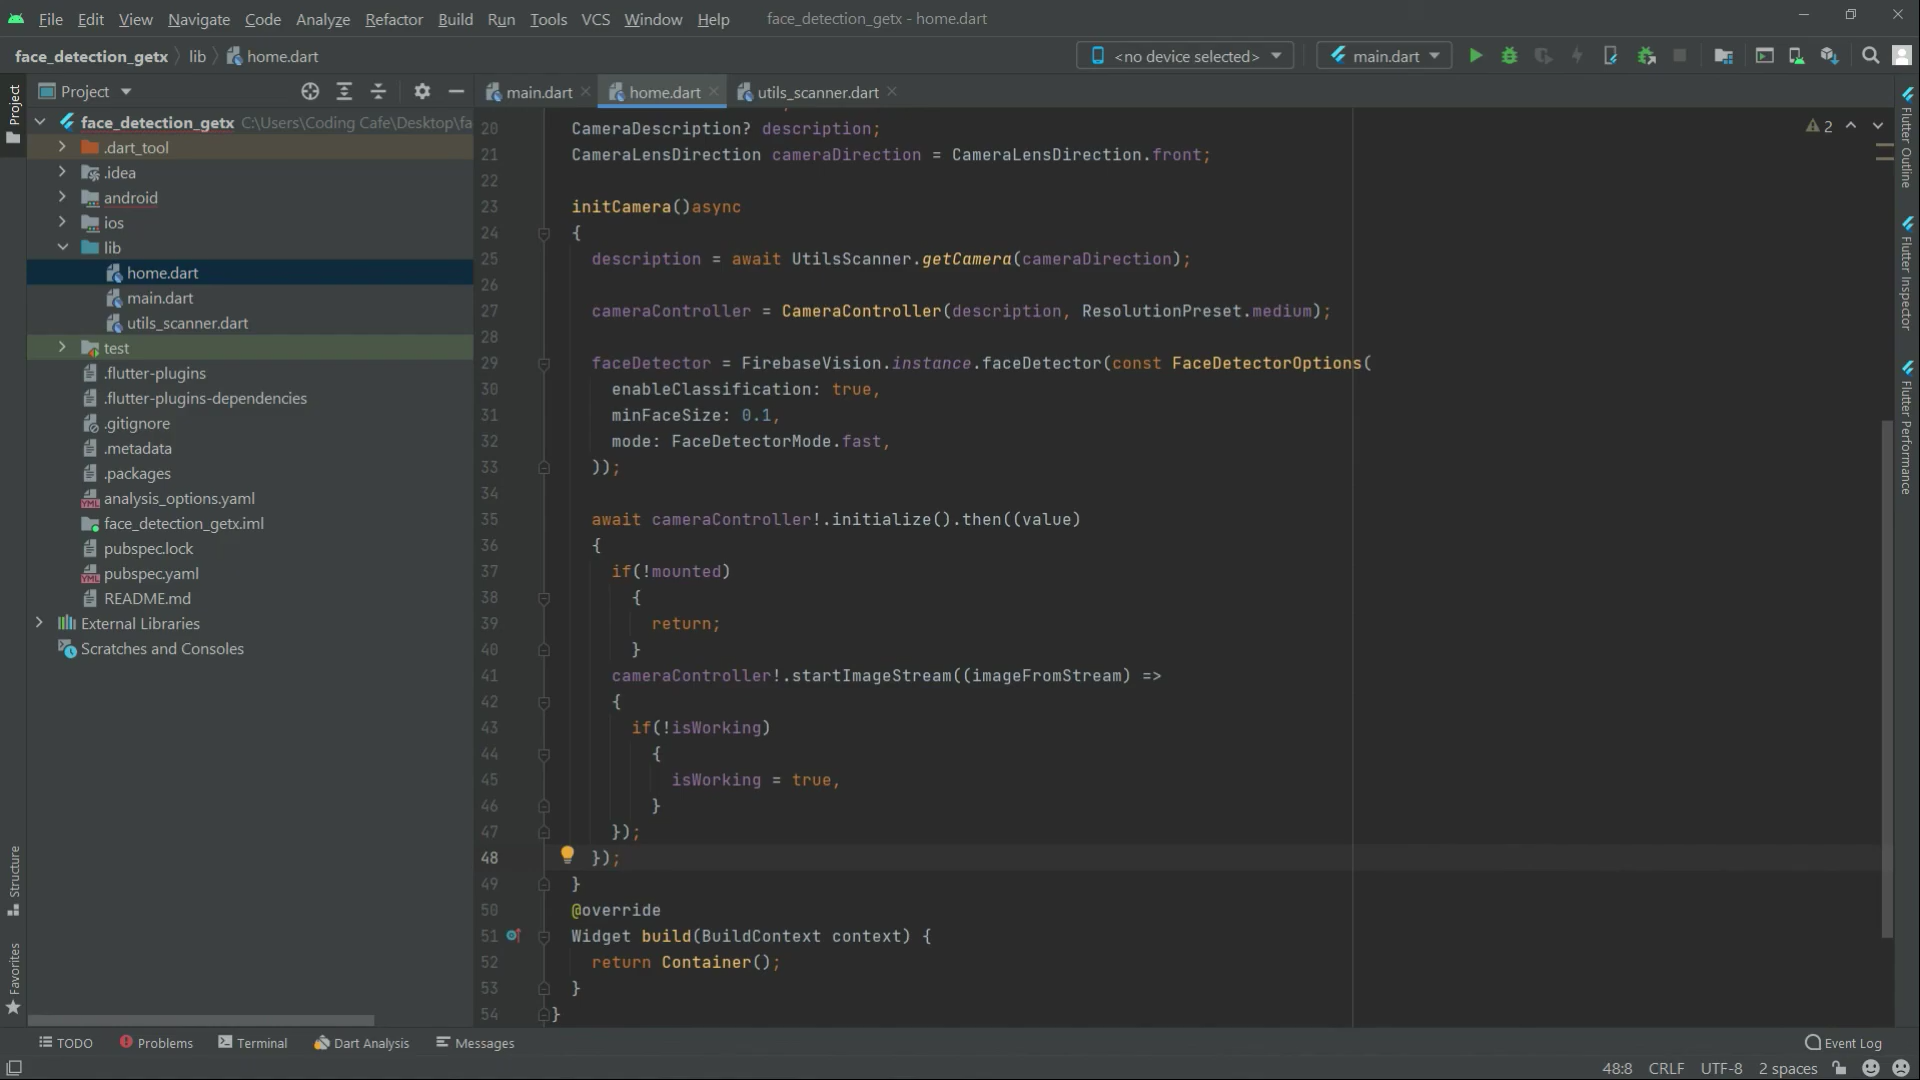 File Edit View Navigate Code Analyze Refactor Build Run Tools VCS Window Help face_detection_getx - home.dart
face_detection_getx lib home.dart <no device selected> main.dart
Project main.dart home.dart utils_scanner.dart
face_detection_getx C:\Users\Coding Cafe\Desktop\fa
.dart_tool
.idea
android
ios
lib
home.dart
main.dart
utils_scanner.dart
test
.flutter-plugins
.flutter-plugins-dependencies
.gitignore
.metadata
.packages
analysis_options.yaml
face_detection_getx.iml
pubspec.lock
pubspec.yaml
README.md
External Libraries
Scratches and Consoles
2
20 CameraDescription? description;
21 CameraLensDirection cameraDirection = CameraLensDirection.front;
22
23 initCamera()async
24 {
25 description = await UtilsScanner.getCamera(cameraDirection);
26
27 cameraController = CameraController(description, ResolutionPreset.medium);
28
29 faceDetector = FirebaseVision.instance.faceDetector(const FaceDetectorOptions(
30 enableClassification: true,
31 minFaceSize: 0.1,
32 mode: FaceDetectorMode.fast,
33 ));
34
35 await cameraController!.initialize().then((value)
36 {
37 if(!mounted)
38 {
39 return;
40 }
41 cameraController!.startImageStream((imageFromStream) =>
42 {
43 if(!isWorking)
44 {
45 isWorking = true,
46 }
47 });
48 });
49 }
50 @override
51 Widget build(BuildContext context) {
52 return Container();
53 }
54 }
Project
Structure
Favorites
Flutter Outline
Flutter Inspector
Flutter Performance
TODO Problems Terminal Dart Analysis Messages Event Log
48:8 CRLF UTF-8 2 spaces